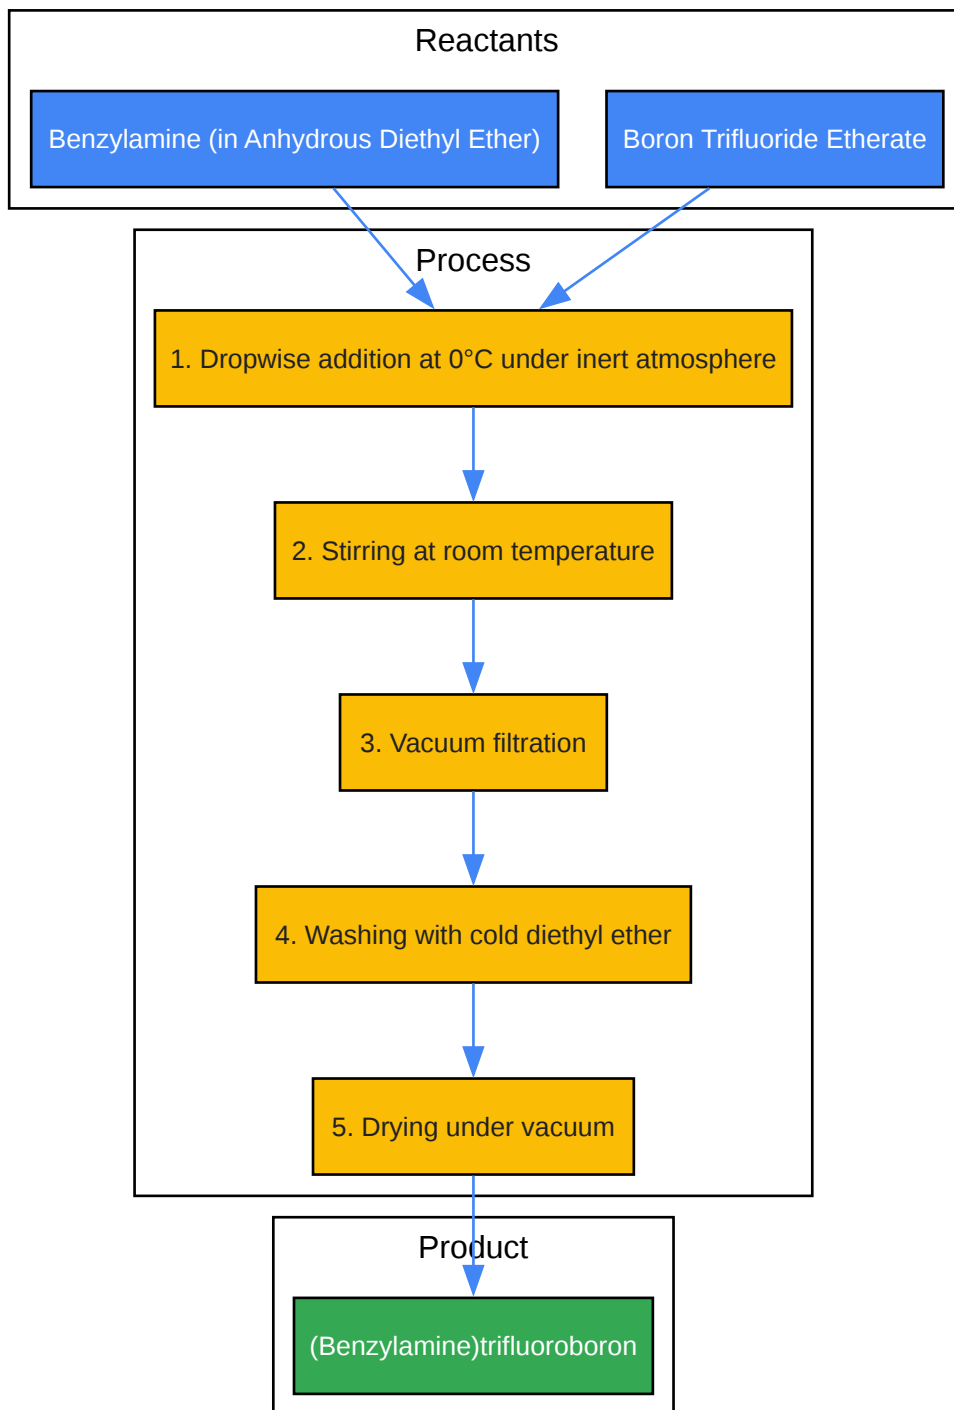 Reactants
Benzylamine (in Anhydrous Diethyl Ether)
Boron Trifluoride Etherate
Process
1. Dropwise addition at 0°C under inert atmosphere
2. Stirring at room temperature
3. Vacuum filtration
4. Washing with cold diethyl ether
5. Drying under vacuum
Product
(Benzylamine)trifluoroboron